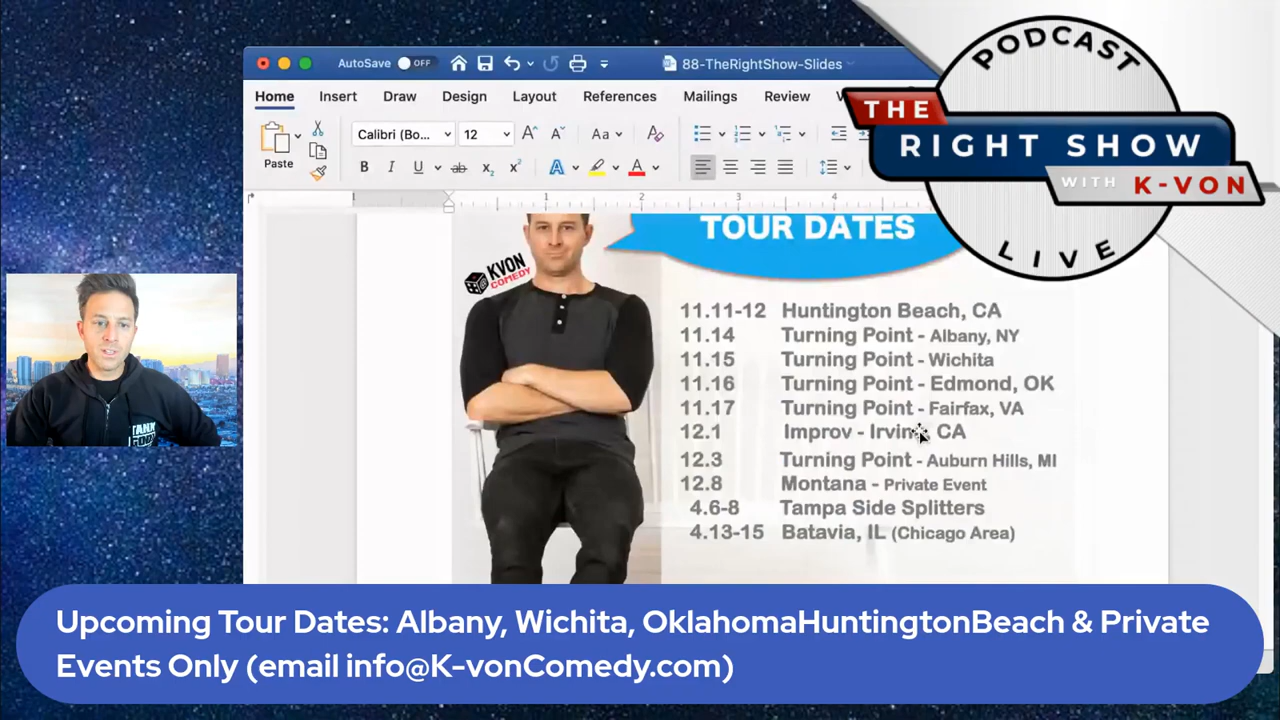 PODCAST
THE
RIGHT SHOW
WITH K-VON
LIVE
AutoSave OFF
88-TheRightShow-Slides
Home Insert Draw Design Layout References Mailings Review
Paste
Calibri (Bo... 12
1 1 2 3 4
TOUR DATES
KVON
COMEDY
11.11-12 Huntington Beach, CA
11.14 Turning Point - Albany, NY
11.15 Turning Point - Wichita
11.16 Turning Point - Edmond, OK
11.17 Turning Point - Fairfax, VA
12.1 Improv - Irvine, CA
12.3 Turning Point - Auburn Hills, MI
12.8 Montana - Private Event
4.6-8 Tampa Side Splitters
4.13-15 Batavia, IL (Chicago Area)
Upcoming Tour Dates: Albany, Wichita, OklahomaHuntingtonBeach & Private
Events Only (email info@K-vonComedy.com)